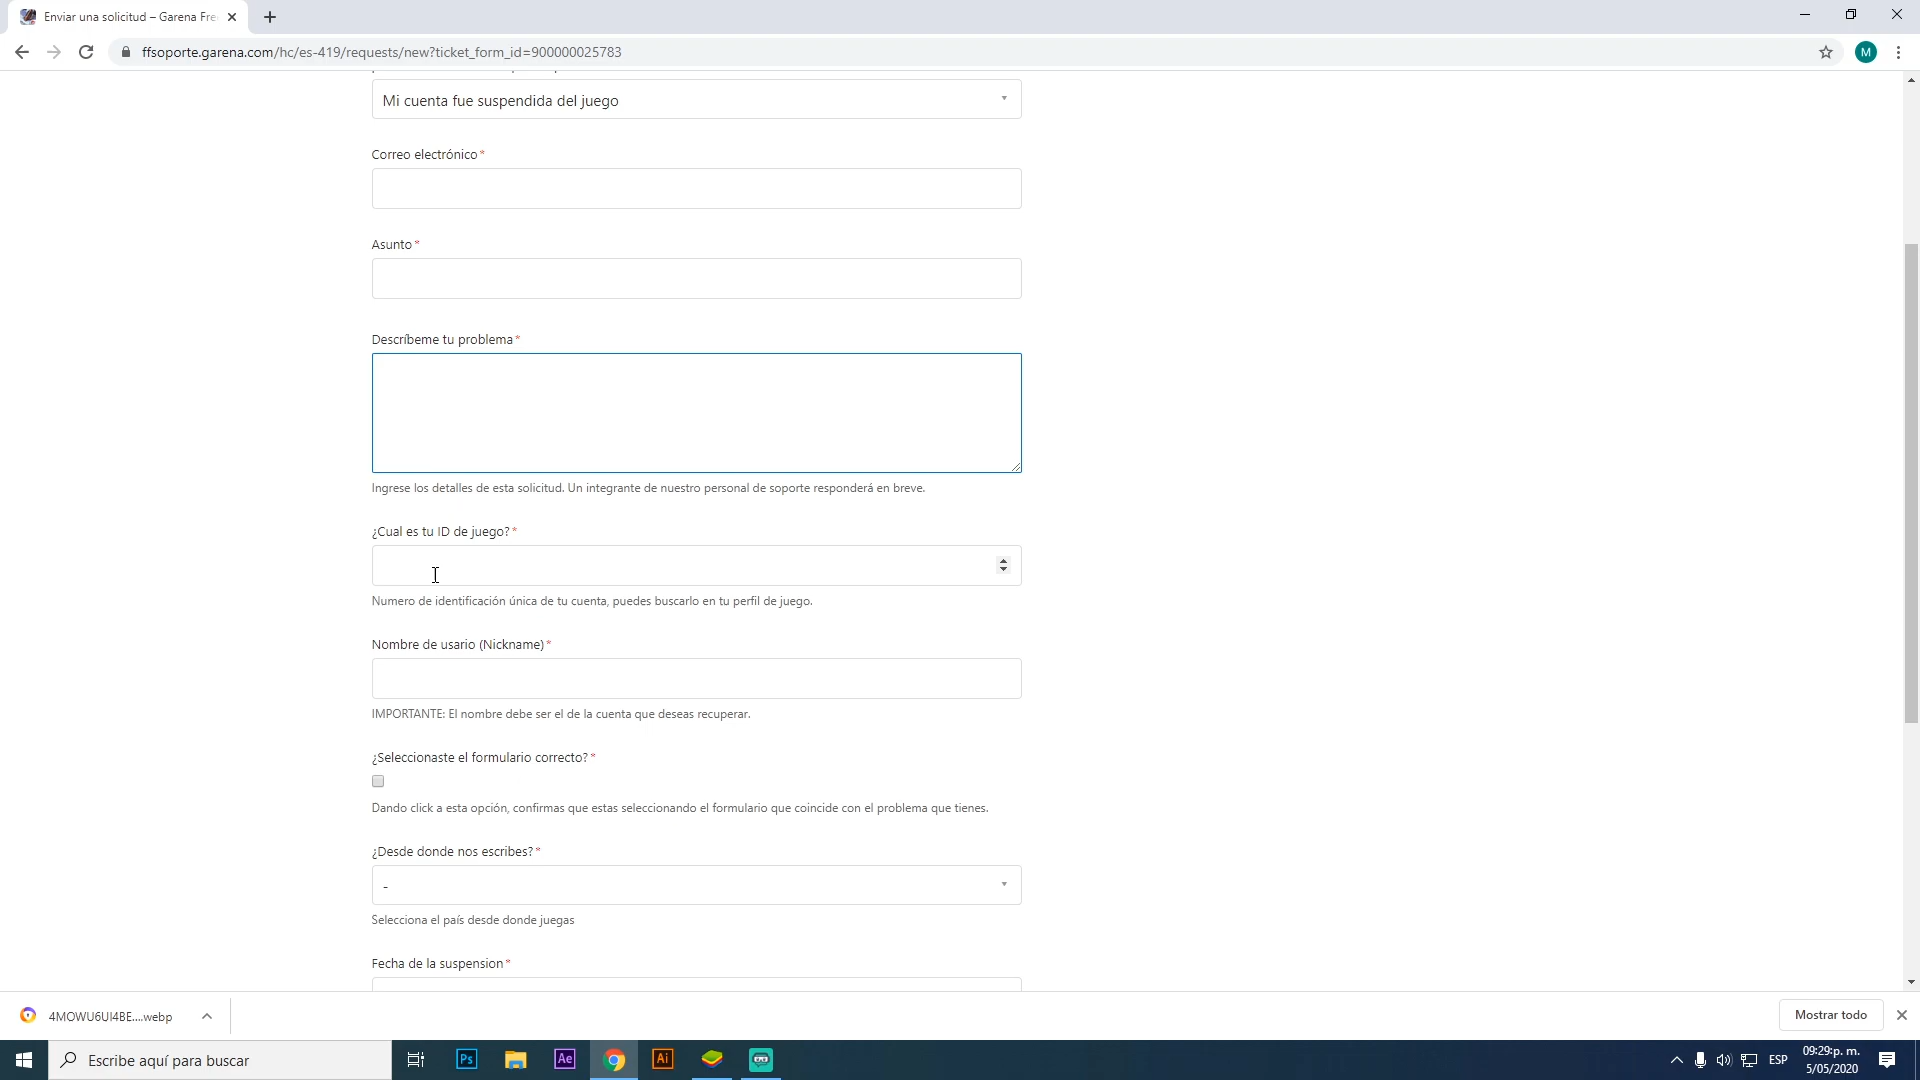 Enviar una solicitud – Garena Fre
ffsoporte.garena.com/hc/es-419/requests/new?ticket_form_id=900000025783
M
Mi cuenta fue suspendida del juego
Correo electrónico*
Asunto*
Descríbeme tu problema*
Ingrese los detalles de esta solicitud. Un integrante de nuestro personal de soporte responderá en breve.
¿Cual es tu ID de juego?*
Numero de identificación única de tu cuenta, puedes buscarlo en tu perfil de juego.
Nombre de usario (Nickname)*
IMPORTANTE: El nombre debe ser el de la cuenta que deseas recuperar.
¿Seleccionaste el formulario correcto?*
Dando click a esta opción, confirmas que estas seleccionando el formulario que coincide con el problema que tienes.
¿Desde donde nos escribes?*
-
Selecciona el país desde donde juegas
Fecha de la suspension*
4MOWU6UI4BE....webp
Mostrar todo
Escribe aquí para buscar
Ps
Ae
Ai
ESP
09:29:p. m.
5/05/2020